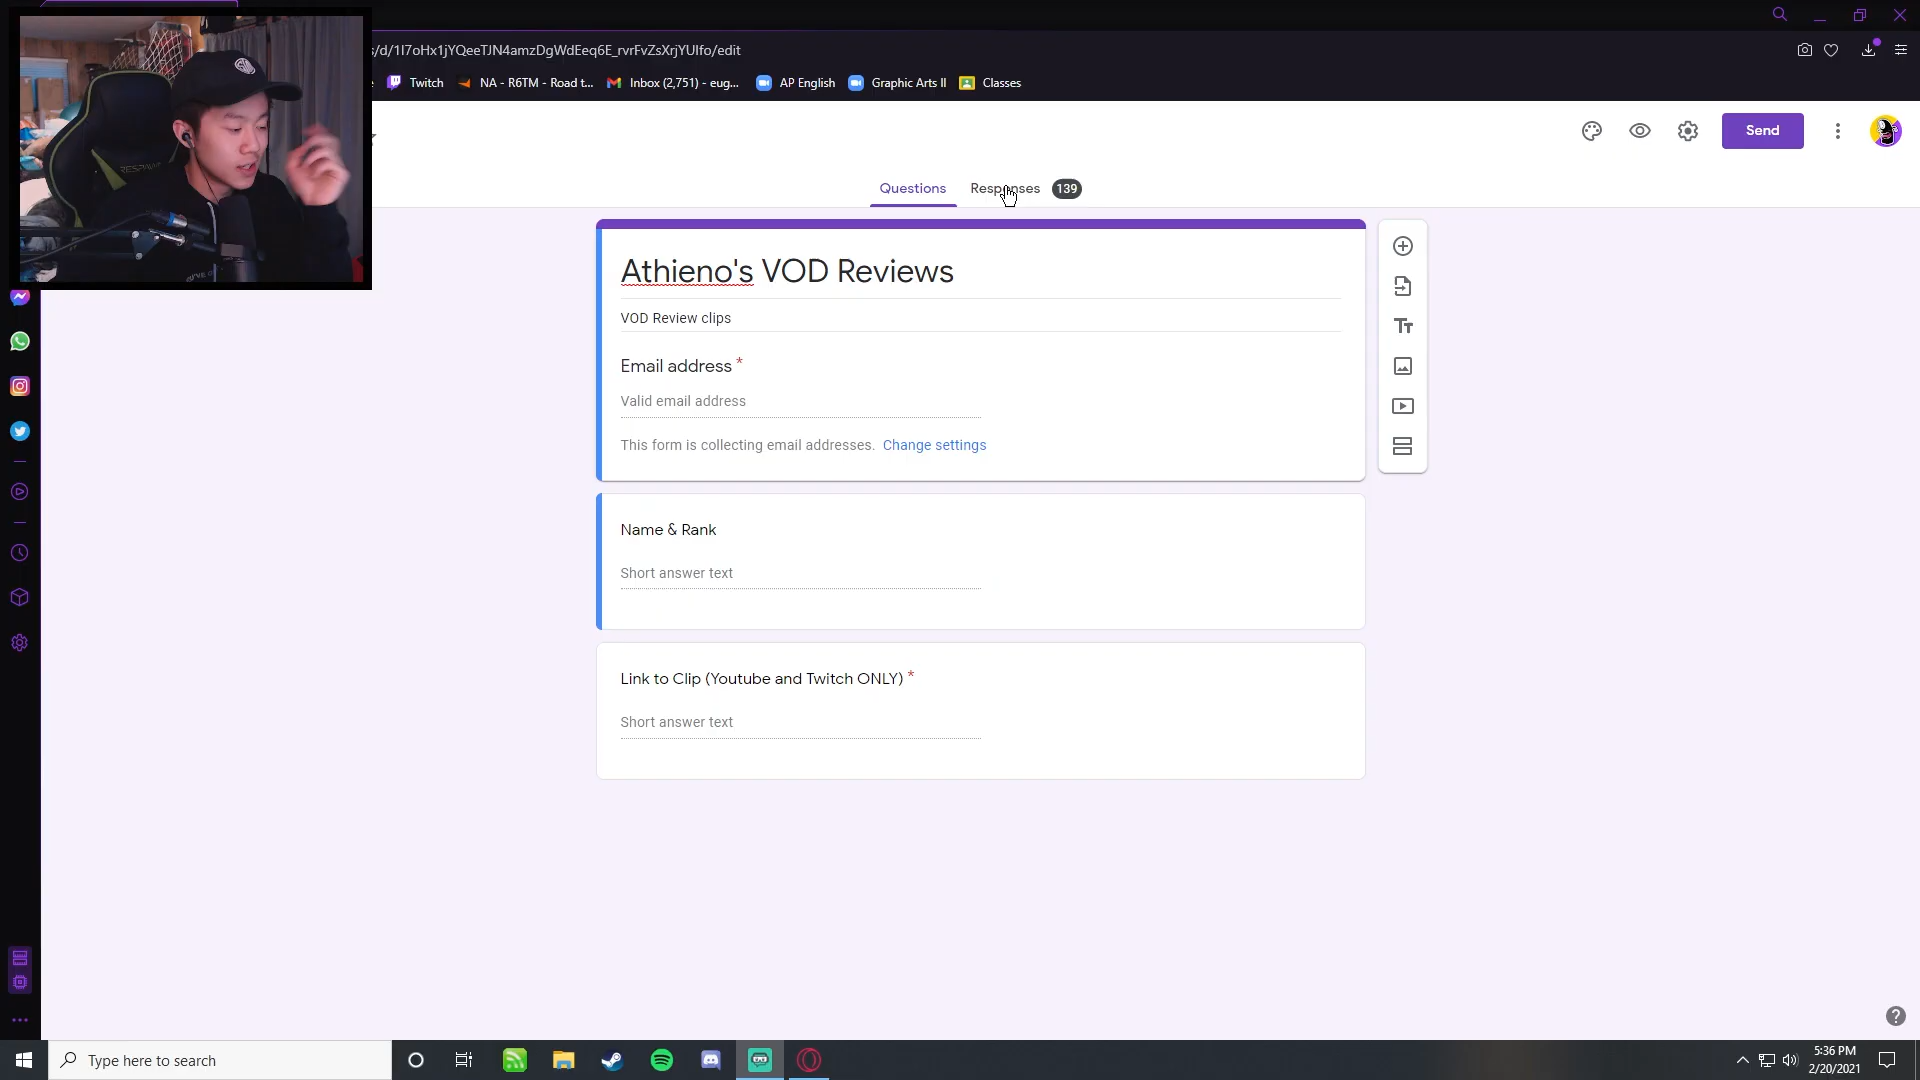 s/d/1I7oHx1jYQeeTJN4amzDgWdEeq6E_rvrFvZsXrjYUIfo/edit
Twitch
NA - R6TM - Road t...
Inbox (2,751) - eug...
AP English
Graphic Arts II
Classes
Send
Questions
Responses
139
Athieno's VOD Reviews
VOD Review clips
Email address *
Valid email address
This form is collecting email addresses. Change settings
Name & Rank
Short answer text
Link to Clip (Youtube and Twitch ONLY) *
Short answer text
Type here to search
5:36 PM
2/20/2021